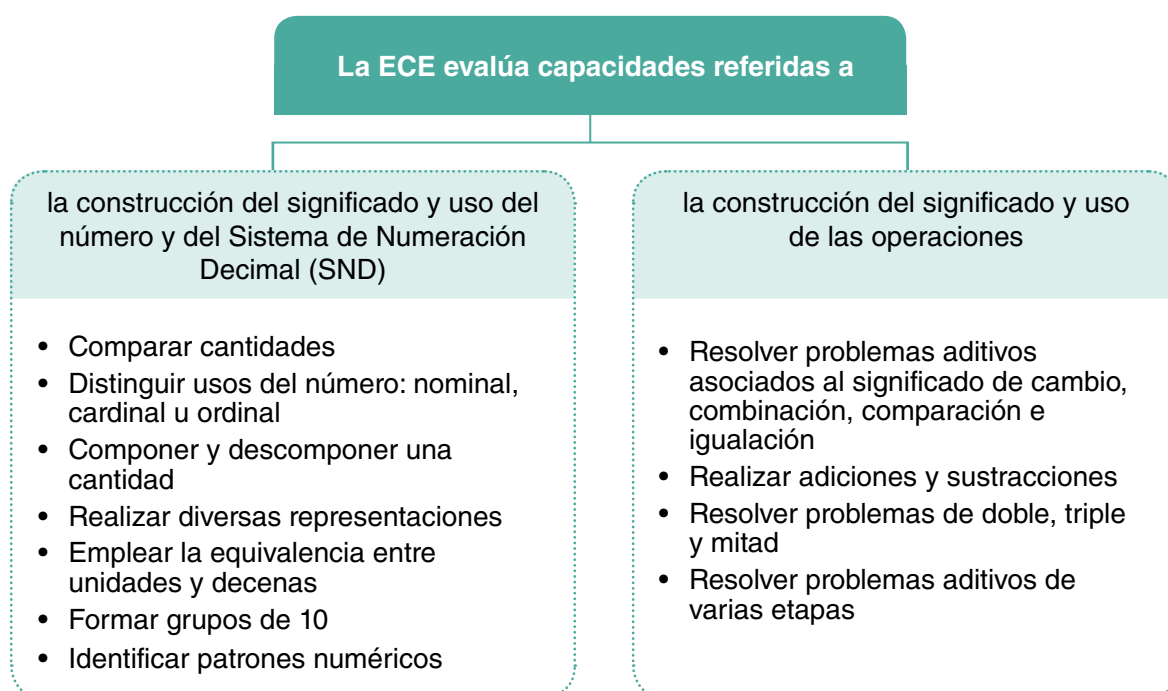 La ECE evalúa capacidades referidas a
la construcción del significado y uso del
número y del Sistema de Numeración
Decimal (SND)
• Comparar cantidades
• Distinguir usos del número: nominal,
cardinal u ordinal
• Componer y descomponer una
cantidad
• Realizar diversas representaciones
• Emplear la equivalencia entre
unidades y decenas
• Formar grupos de 10
• Identificar patrones numéricos
la construcción del significado y uso
de las operaciones
• Resolver problemas aditivos
asociados al significado de cambio,
combinación, comparación e
igualación
• Realizar adiciones y sustracciones
• Resolver problemas de doble, triple
y mitad
• Resolver problemas aditivos de
varias etapas